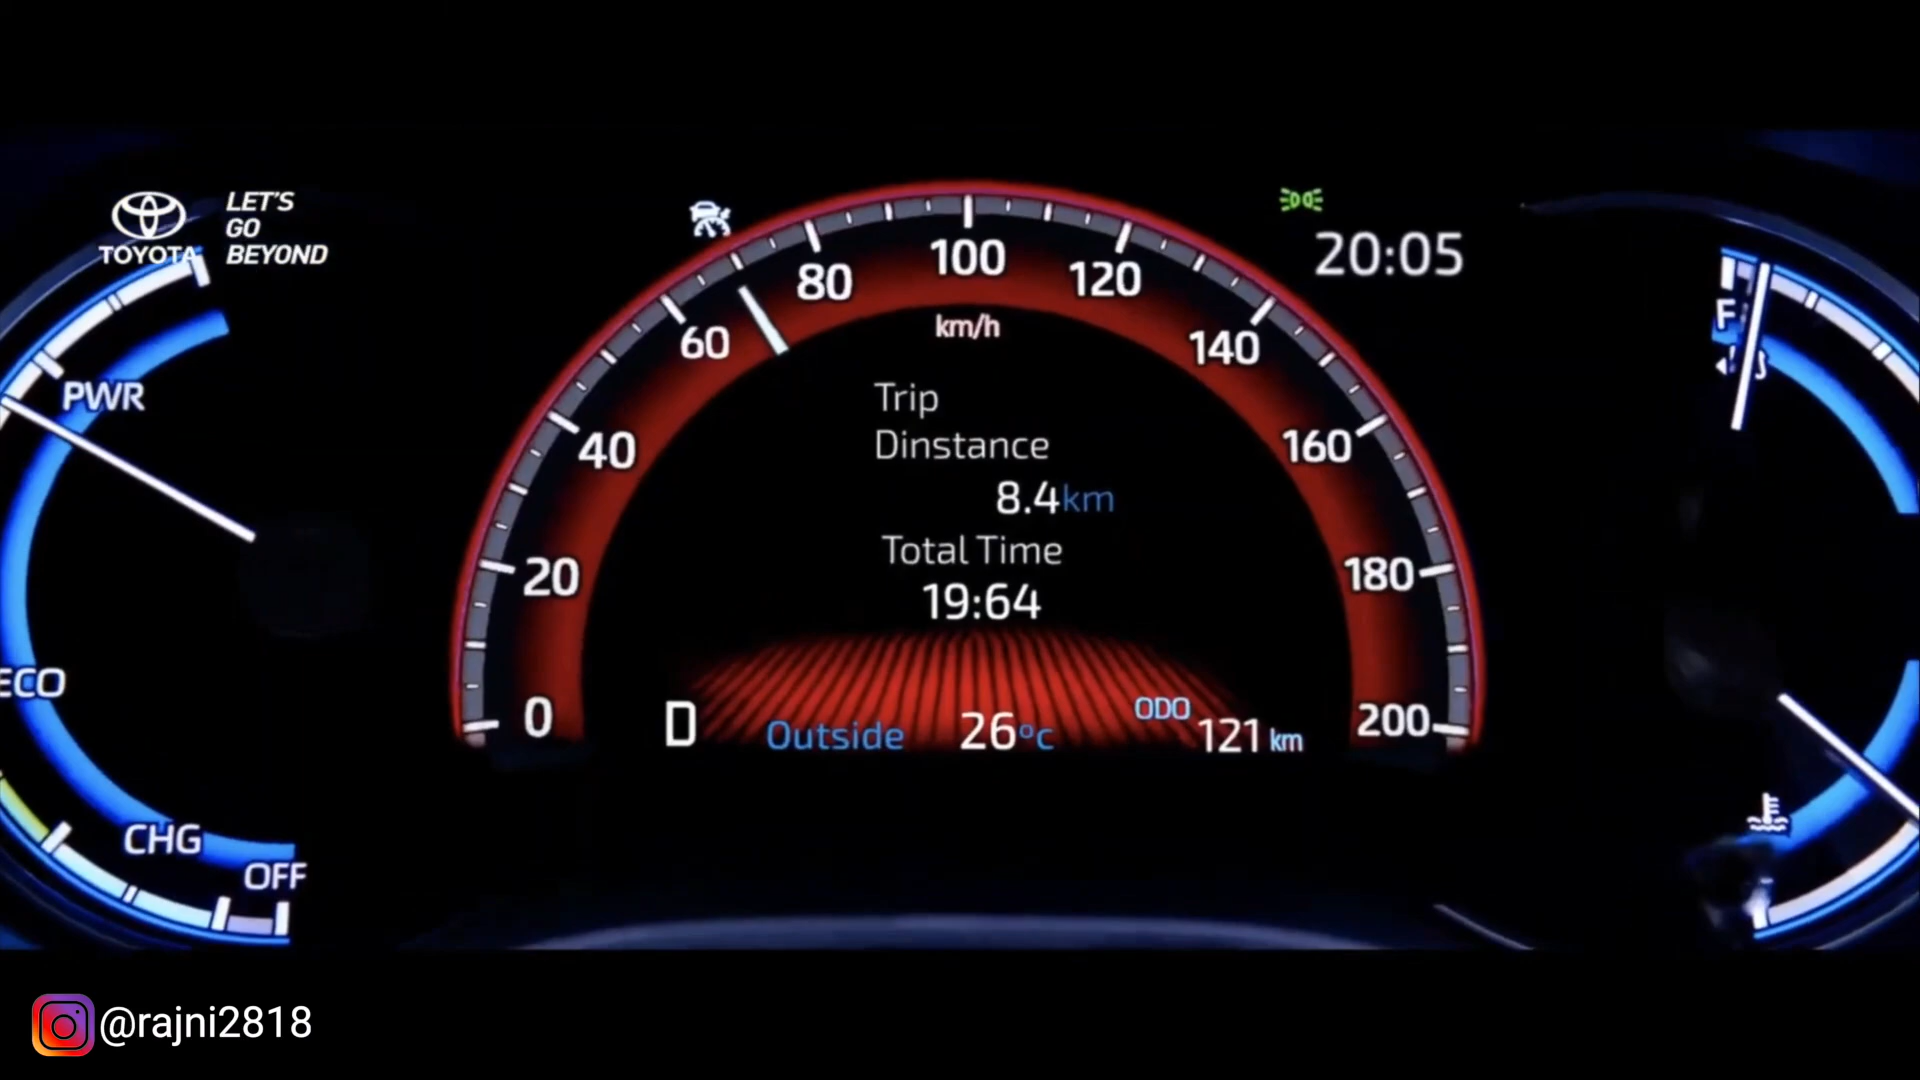 TOYOTA
LET'S
GO
BEYOND
20:05
0
20
40
60
80
100
120
140
160
180
200
km/h
Trip
Dinstance
8.4km
Total Time
19:64
D
Outside
26°c
ODO
121 km
PWR
ECO
CHG
OFF
F
@rajni2818